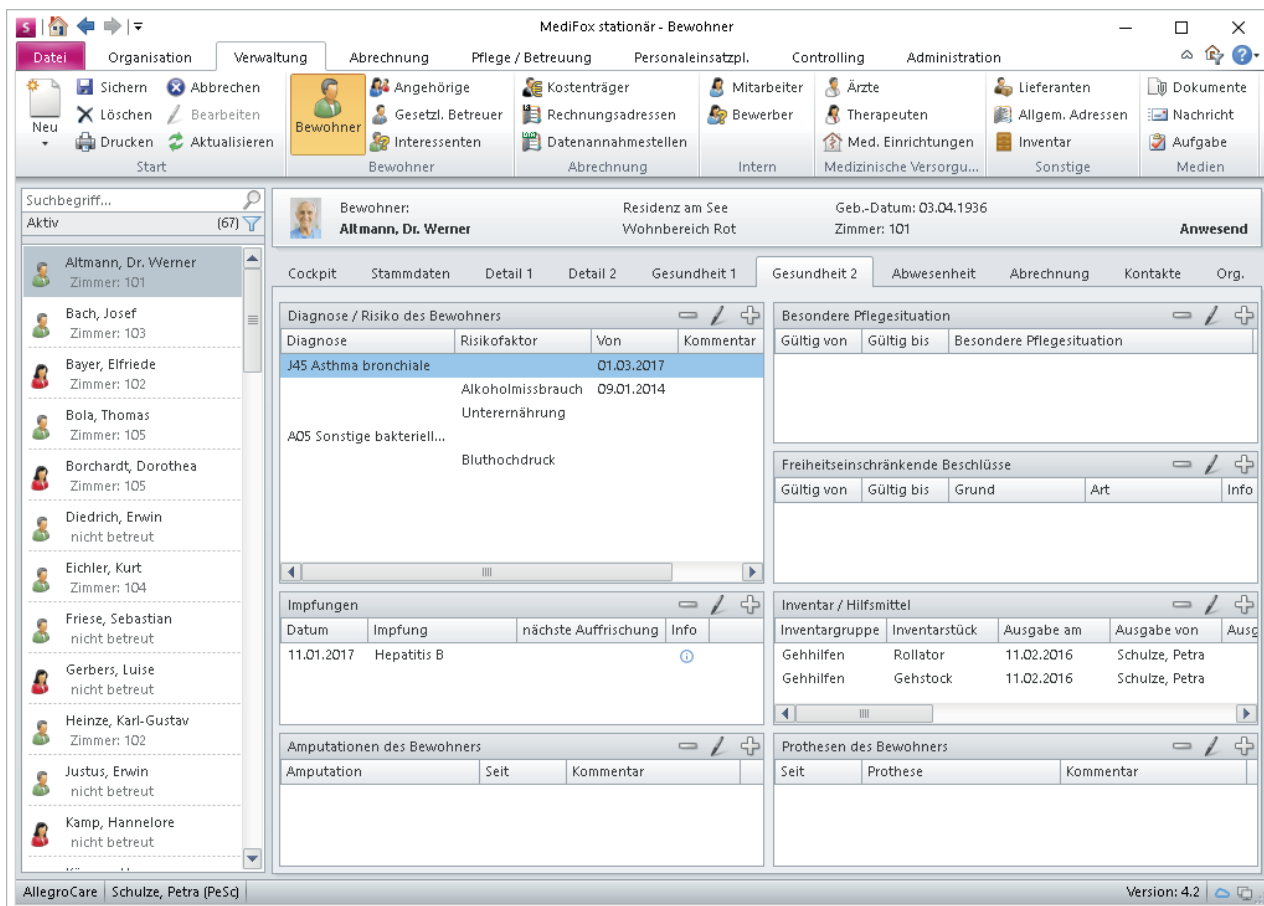 S
MediFox stationär - Bewohner
Datei Organisation Verwaltung Abrechnung Pflege / Betreuung Personaleinsatzpl. Controlling Administration
Neu
Sichern Abbrechen
Löschen Bearbeiten
Drucken Aktualisieren
Start
Bewohner
Angehörige
Gesetzl. Betreuer
Interessenten
Bewohner
Kostenträger
Rechnungsadressen
Datenannahmestellen
Abrechnung
Mitarbeiter
Bewerber
Intern
Ärzte
Therapeuten
Med. Einrichtungen
Medizinische Versorgu...
Lieferanten
Allgem. Adressen
Inventar
Sonstige
Dokumente
Nachricht
Aufgabe
Medien
Suchbegriff...
Aktiv (67)
Altmann, Dr. Werner
Zimmer: 101
Bach, Josef
Zimmer: 103
Bayer, Elfriede
Zimmer: 102
Bola, Thomas
Zimmer: 105
Borchardt, Dorothea
Zimmer: 105
Diedrich, Erwin
nicht betreut
Eichler, Kurt
Zimmer: 104
Friese, Sebastian
nicht betreut
Gerbers, Luise
nicht betreut
Heinze, Karl-Gustav
Zimmer: 102
Justus, Erwin
nicht betreut
Kamp, Hannelore
nicht betreut
Bewohner: Residenz am See Geb.-Datum: 03.04.1936
Altmann, Dr. Werner Wohnbereich Rot Zimmer: 101 Anwesend
Cockpit Stammdaten Detail 1 Detail 2 Gesundheit 1 Gesundheit 2 Abwesenheit Abrechnung Kontakte Org.
Diagnose / Risiko des Bewohners
Diagnose Risikofaktor Von Kommentar
J45 Asthma bronchiale 01.03.2017
Alkoholmissbrauch 09.01.2014
Unterernährung
A05 Sonstige bakteriell...
Bluthochdruck
Besondere Pflegesituation
Gültig von Gültig bis Besondere Pflegesituation
Freiheitseinschränkende Beschlüsse
Gültig von Gültig bis Grund Art Info
Impfungen
Datum Impfung nächste Auffrischung Info
11.01.2017 Hepatitis B
Inventar / Hilfsmittel
Inventargruppe Inventarstück Ausgabe am Ausgabe von Ausg
Gehhilfen Rollator 11.02.2016 Schulze, Petra
Gehhilfen Gehstock 11.02.2016 Schulze, Petra
Amputationen des Bewohners
Amputation Seit Kommentar
Prothesen des Bewohners
Seit Prothese Kommentar
AllegroCare Schulze, Petra (PeSc) Version: 4.2